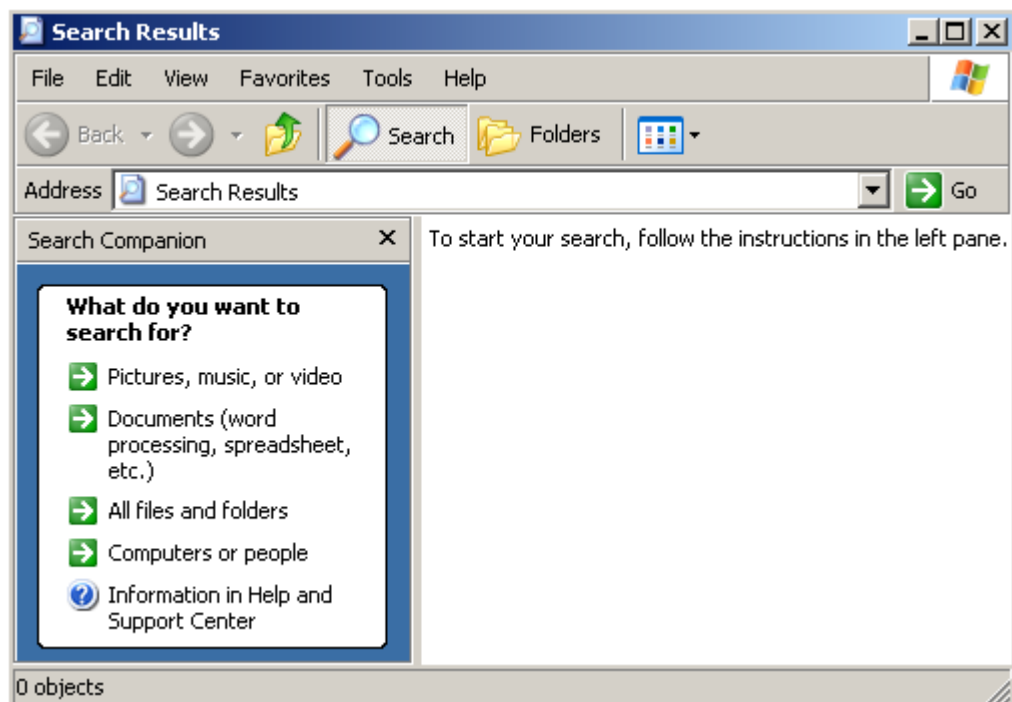 Search Results
File Edit View Favorites Tools Help
Back Search Folders
Address Search Results Go
Search Companion
To start your search, follow the instructions in the left pane.
What do you want to
search for?
Pictures, music, or video
Documents (word
processing, spreadsheet,
etc.)
All files and folders
Computers or people
Information in Help and
Support Center
0 objects